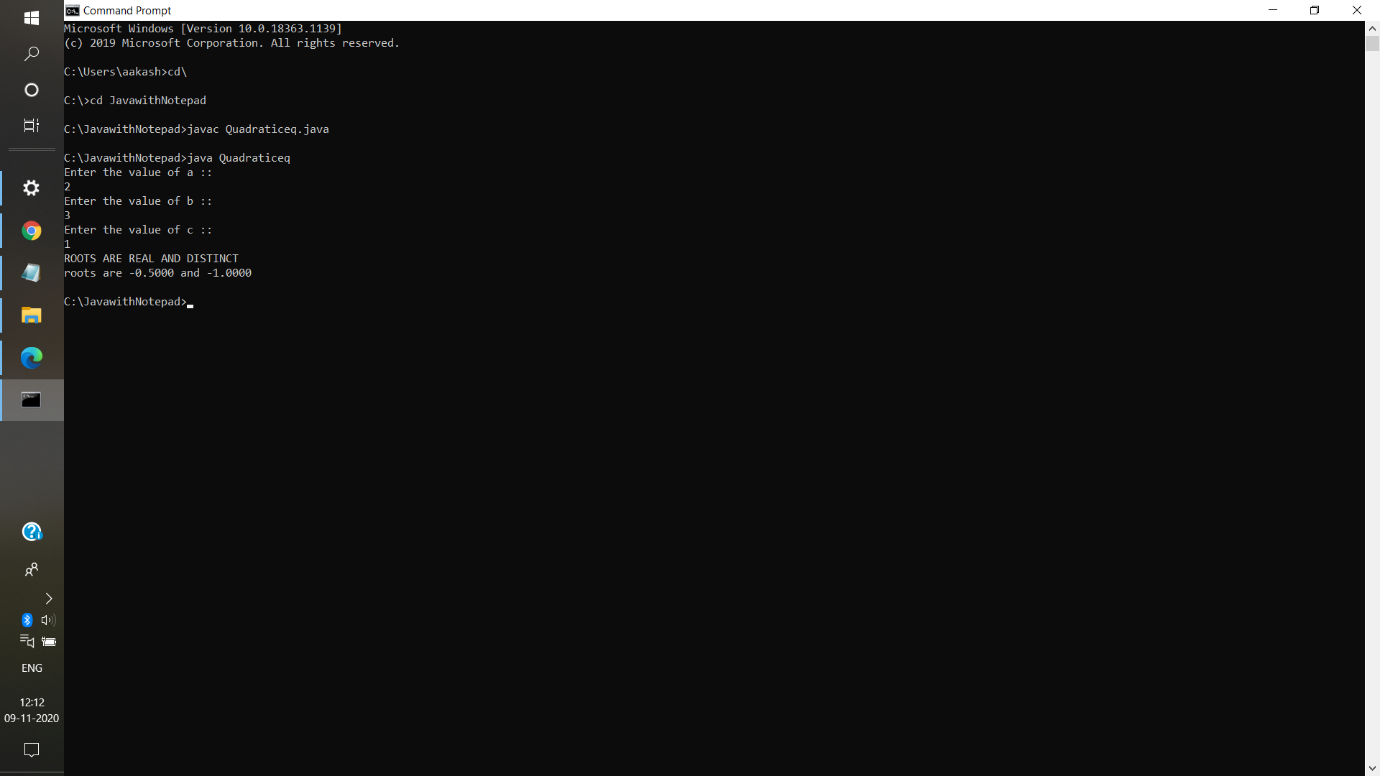 Command Prompt
Microsoft Windows [Version 10.0.18363.1139]
(c) 2019 Microsoft Corporation. All rights reserved.
C:\Users\aakash>cd\
C:\>cd JavawithNotepad
C:\JavawithNotepad>javac Quadraticeq.java
C:\JavawithNotepad>java Quadraticeq
Enter the value of a ::
2
Enter the value of b ::
3
Enter the value of c ::
1
ROOTS ARE REAL AND DISTINCT
roots are -0.5000 and -1.0000
C:\JavawithNotepad>
ENG
12:12
09-11-2020